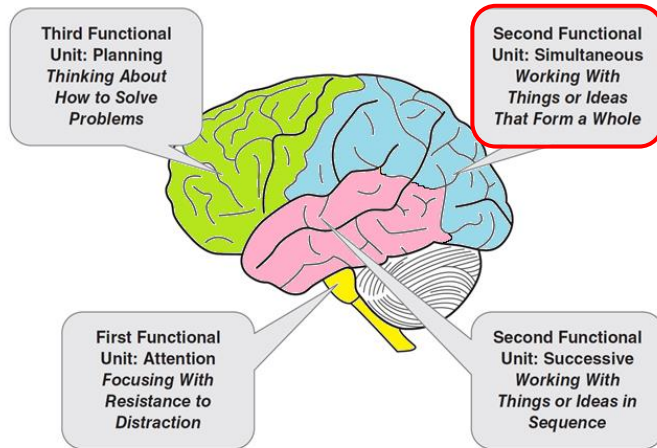 Third Functional
Unit: Planning
Thinking About
How to Solve
Problems
Second Functional
Unit: Simultaneous
Working With
Things or Ideas
That Form a Whole
First Functional
Unit: Attention
Focusing With
Resistance to
Distraction
Second Functional
Unit: Successive
Working With
Things or Ideas in
Sequence